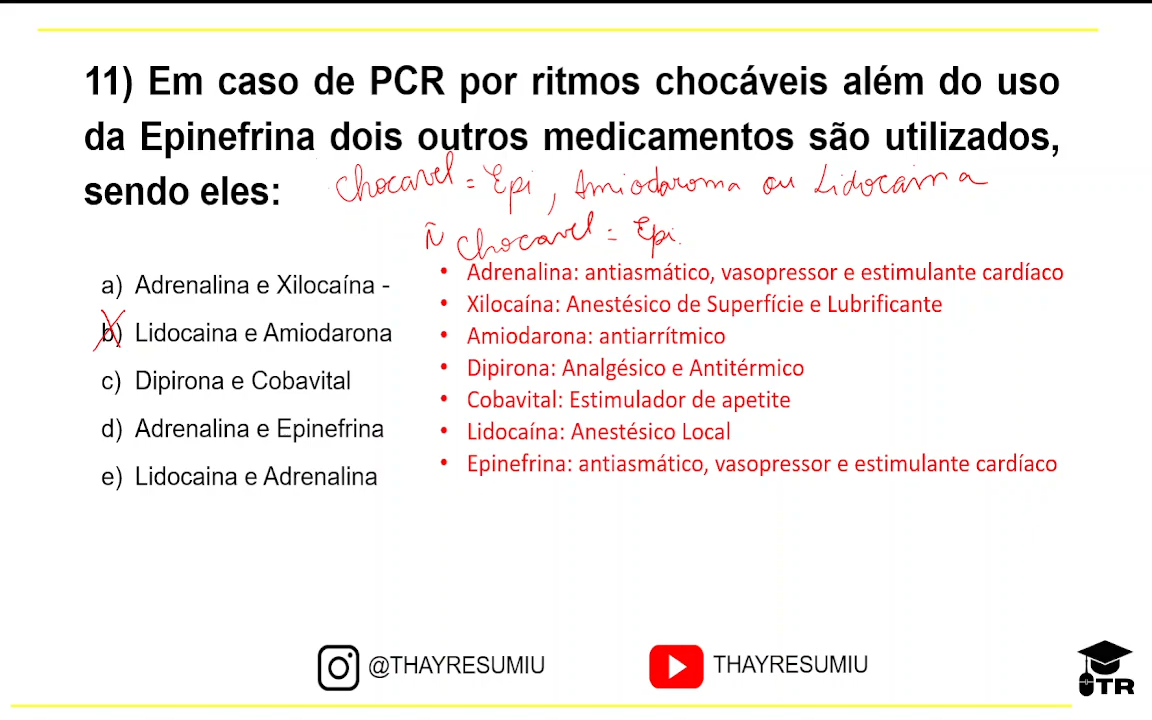 11) Em caso de PCR por ritmos chocáveis além do uso
da Epinefrina dois outros medicamentos são utilizados,
sendo eles:
chocavel = Epi, Amiodaroma ou Lidocaina
Ñ chocavel = Epi.
a) Adrenalina e Xilocaína -
b) Lidocaina e Amiodarona
c) Dipirona e Cobavital
d) Adrenalina e Epinefrina
e) Lidocaina e Adrenalina
• Adrenalina: antiasmático, vasopressor e estimulante cardíaco
• Xilocaína: Anestésico de Superfície e Lubrificante
• Amiodarona: antiarrítmico
• Dipirona: Analgésico e Antitérmico
• Cobavital: Estimulador de apetite
• Lidocaína: Anestésico Local
• Epinefrina: antiasmático, vasopressor e estimulante cardíaco
@THAYRESUMIU
THAYRESUMIU
TR